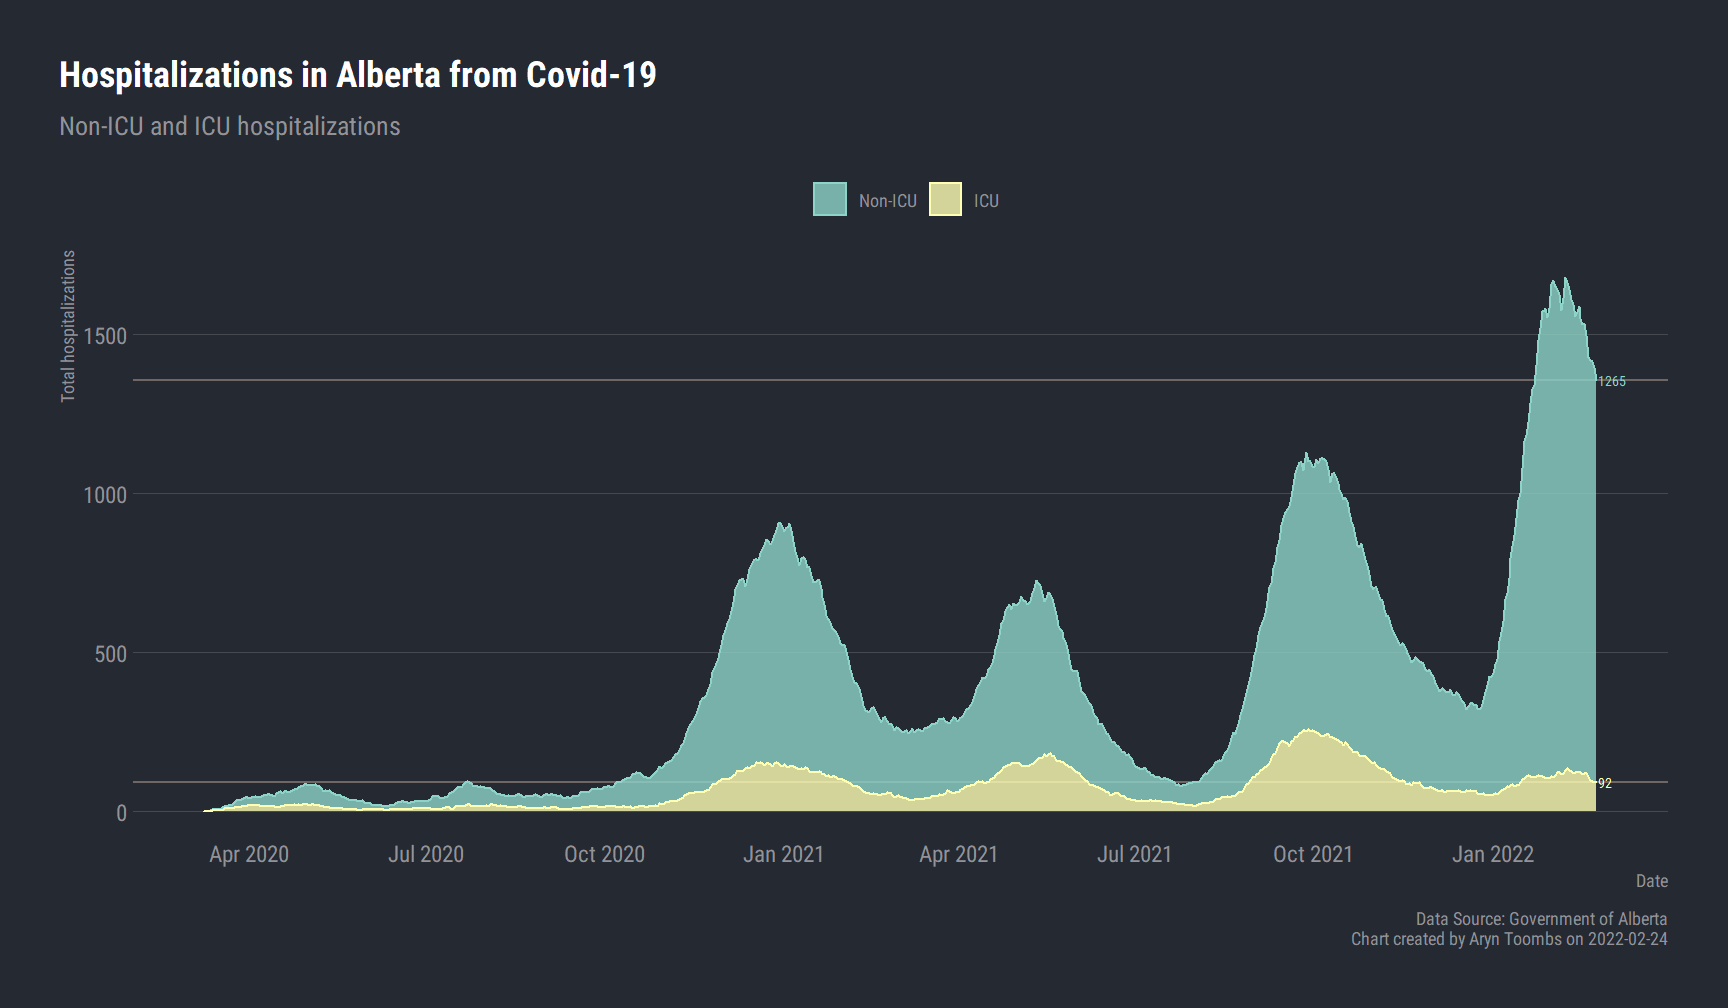 Hospitalizations in Alberta from Covid-19
Non-ICU and ICU hospitalizations
Non-ICU
ICU
Total hospitalizations
1500
1265
1000
500
92
0
Apr 2020
Jul 2020
Oct 2020
Jan 2021
Apr 2021
Jul 2021
Oct 2021
Jan 2022
Date
Data Source: Government of Alberta
Chart created by Aryn Toombs on 2022-02-24